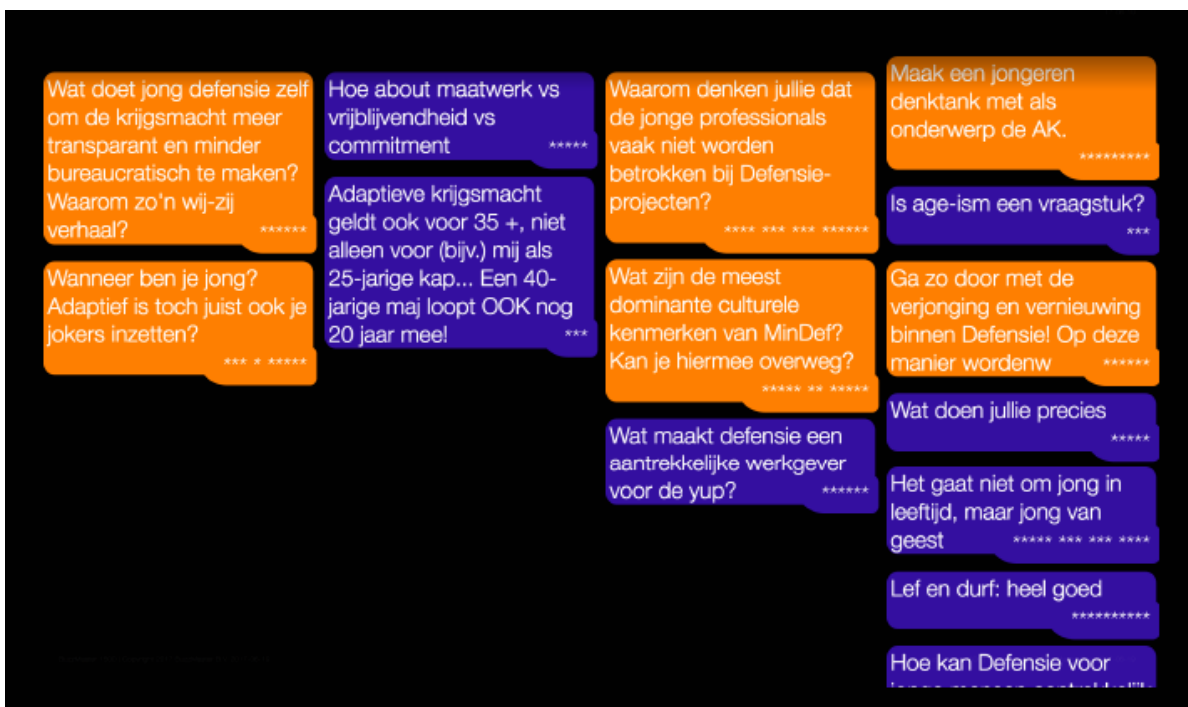 Wat doet jong defensie zelf
om de krijgsmacht meer
transparant en minder
bureaucratisch te maken?
Waarom zo'n wij-zij
verhaal? ******
Wanneer ben je jong?
Adaptief is toch juist ook je
jokers inzetten?
*** * *****
Hoe about maatwerk vs
vrijblijvendheid vs
commitment *****
Adaptieve krijgsmacht
geldt ook voor 35 +, niet
alleen voor (bijv.) mij als
25-jarige kap... Een 40-
jarige maj loopt OOK nog
20 jaar mee! ***
Waarom denken jullie dat
de jonge professionals
vaak niet worden
betrokken bij Defensie-
projecten?
**** *** *** ******
Wat zijn de meest
dominante culturele
kenmerken van MinDef?
Kan je hiermee overweg?
***** ** *****
Wat maakt defensie een
aantrekkelijke werkgever
voor de yup? ******
Maak een jongeren
denktank met als
onderwerp de AK.
*********
Is age-ism een vraagstuk?
***
Ga zo door met de
verjonging en vernieuwing
binnen Defensie! Op deze
manier wordenw ******
Wat doen jullie precies
*****
Het gaat niet om jong in
leeftijd, maar jong van
geest ***** *** *** ****
Lef en durf: heel goed
**********
Hoe kan Defensie voor